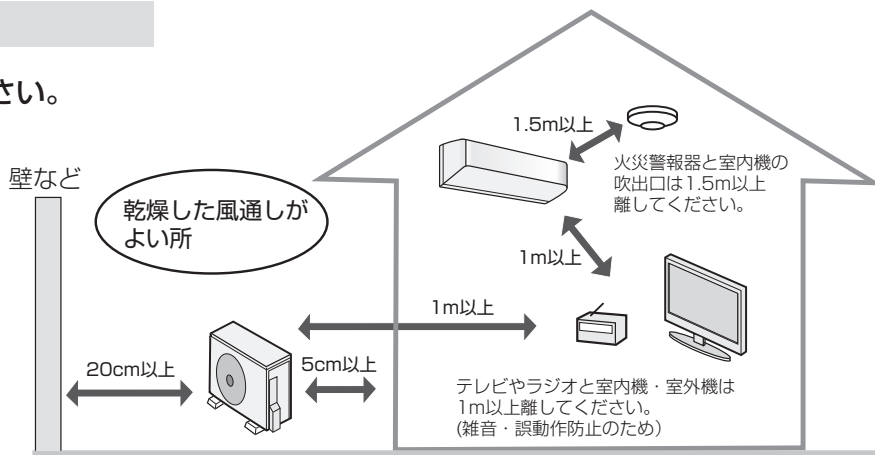 さい。
壁など
乾燥した風通しが
よい所
1.5m以上
火災警報器と室内機の
吹出口は1.5m以上
離してください。
1m以上
1m以上
20cm以上
5cm以上
テレビやラジオと室内機・室外機は
1m以上離してください。
(雑音・誤動作防止のため）